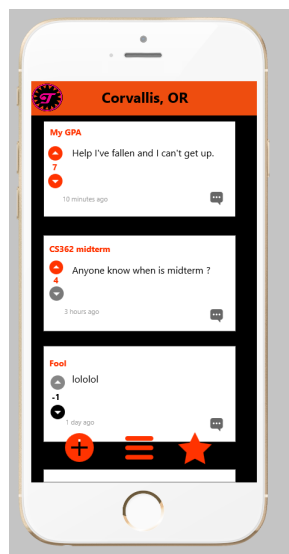 Corvallis, OR
My GPA
Help I've fallen and I can't get up.
7
10 minutes ago
CS362 midterm
Anyone know when is midterm ?
4
3 hours ago
Fool
lololol
-1
1 day ago